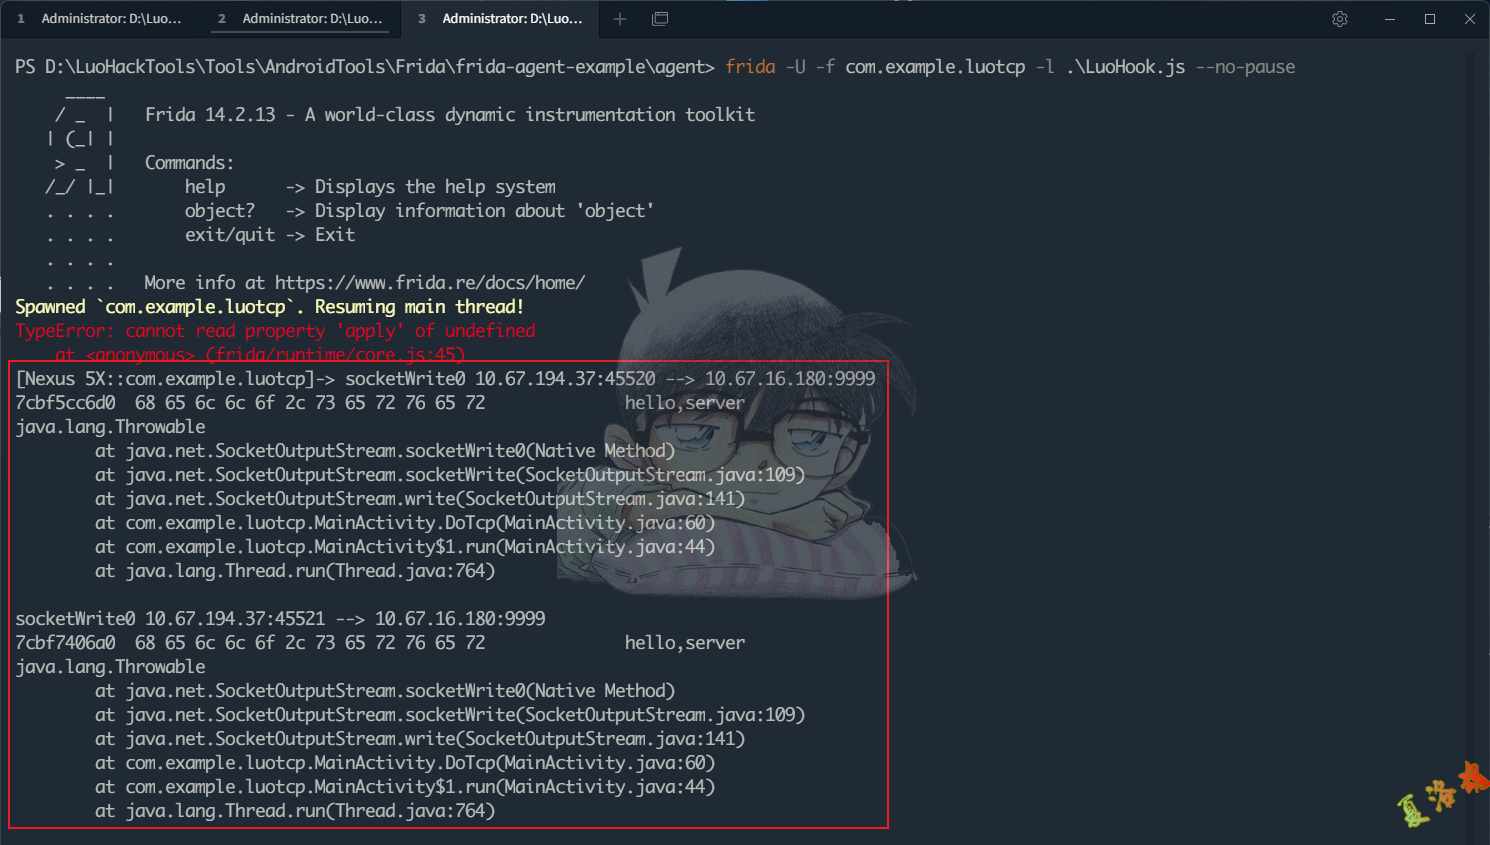 1 Administrator: D:\Luo... 2 Administrator: D:\Luo... 3 Administrator: D:\Luo...
PS D:\LuoHackTools\Tools\AndroidTools\Frida\frida-agent-example\agent> frida -U -f com.example.luotcp -l .\LuoHook.js --no-pause
     ____
    / _  |   Frida 14.2.13 - A world-class dynamic instrumentation toolkit
   | (_| |
    > _  |   Commands:
   /_/ |_|       help      -> Displays the help system
   . . . .       object?   -> Display information about 'object'
   . . . .       exit/quit -> Exit
   . . . .
   . . . .   More info at https://www.frida.re/docs/home/
Spawned `com.example.luotcp`. Resuming main thread!
TypeError: cannot read property 'apply' of undefined
    at <anonymous> (frida/runtime/core.js:45)
[Nexus 5X::com.example.luotcp]-> socketWrite0 10.67.194.37:45520 --> 10.67.16.180:9999
7cbf5cc6d0  68 65 6c 6c 6f 2c 73 65 72 76 65 72              hello,server
java.lang.Throwable
        at java.net.SocketOutputStream.socketWrite0(Native Method)
        at java.net.SocketOutputStream.socketWrite(SocketOutputStream.java:109)
        at java.net.SocketOutputStream.write(SocketOutputStream.java:141)
        at com.example.luotcp.MainActivity.DoTcp(MainActivity.java:60)
        at com.example.luotcp.MainActivity$1.run(MainActivity.java:44)
        at java.lang.Thread.run(Thread.java:764)
socketWrite0 10.67.194.37:45521 --> 10.67.16.180:9999
7cbf7406a0  68 65 6c 6c 6f 2c 73 65 72 76 65 72              hello,server
java.lang.Throwable
        at java.net.SocketOutputStream.socketWrite0(Native Method)
        at java.net.SocketOutputStream.socketWrite(SocketOutputStream.java:109)
        at java.net.SocketOutputStream.write(SocketOutputStream.java:141)
        at com.example.luotcp.MainActivity.DoTcp(MainActivity.java:60)
        at com.example.luotcp.MainActivity$1.run(MainActivity.java:44)
        at java.lang.Thread.run(Thread.java:764)